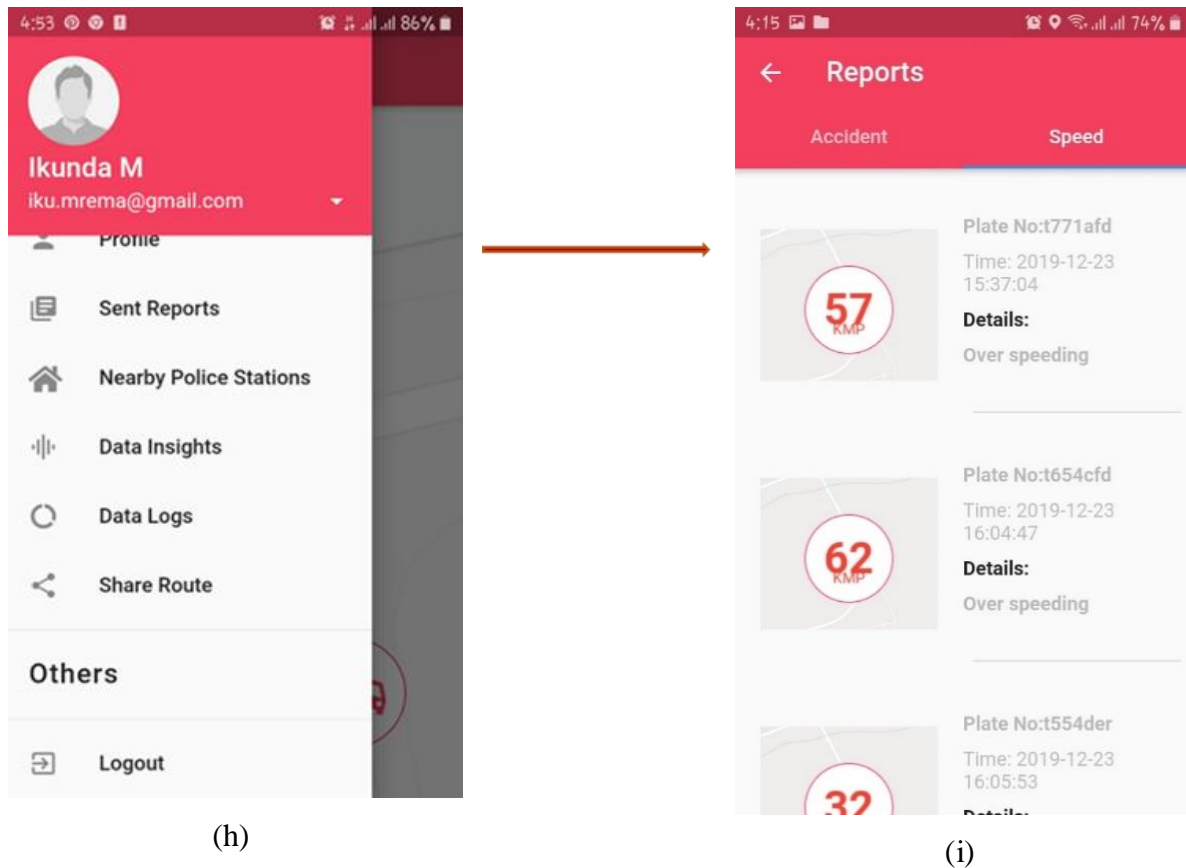 4:53
86%
Ikunda M
iku.mrema@gmail.com
Profile
Sent Reports
Nearby Police Stations
Data Insights
Data Logs
Share Route
Others
Logout
(h)
4:15
74%
Reports
Accident
Speed
57
KMP
Plate No:t771afd
Time: 2019-12-23
15:37:04
Details:
Over speeding
62
KMP
Plate No:t654cfd
Time: 2019-12-23
16:04:47
Details:
Over speeding
32
Plate No:t554der
Time: 2019-12-23
16:05:53
Details:
(i)